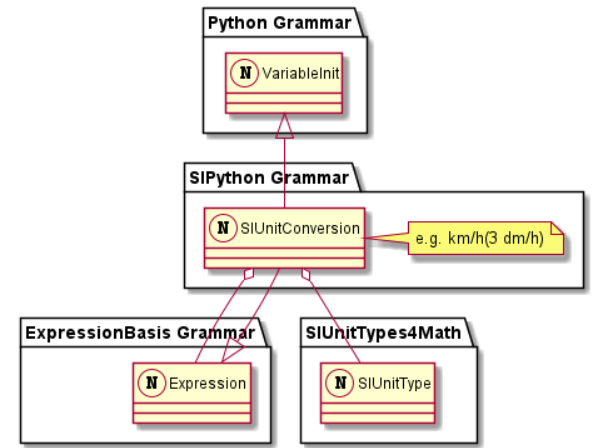 Python Grammar
N VariableInit
SIPython Grammar
N SIUnitConversion
e.g. km/h(3 dm/h)
ExpressionBasis Grammar
SIUnitTypes4Math
N Expression
N SIUnitType